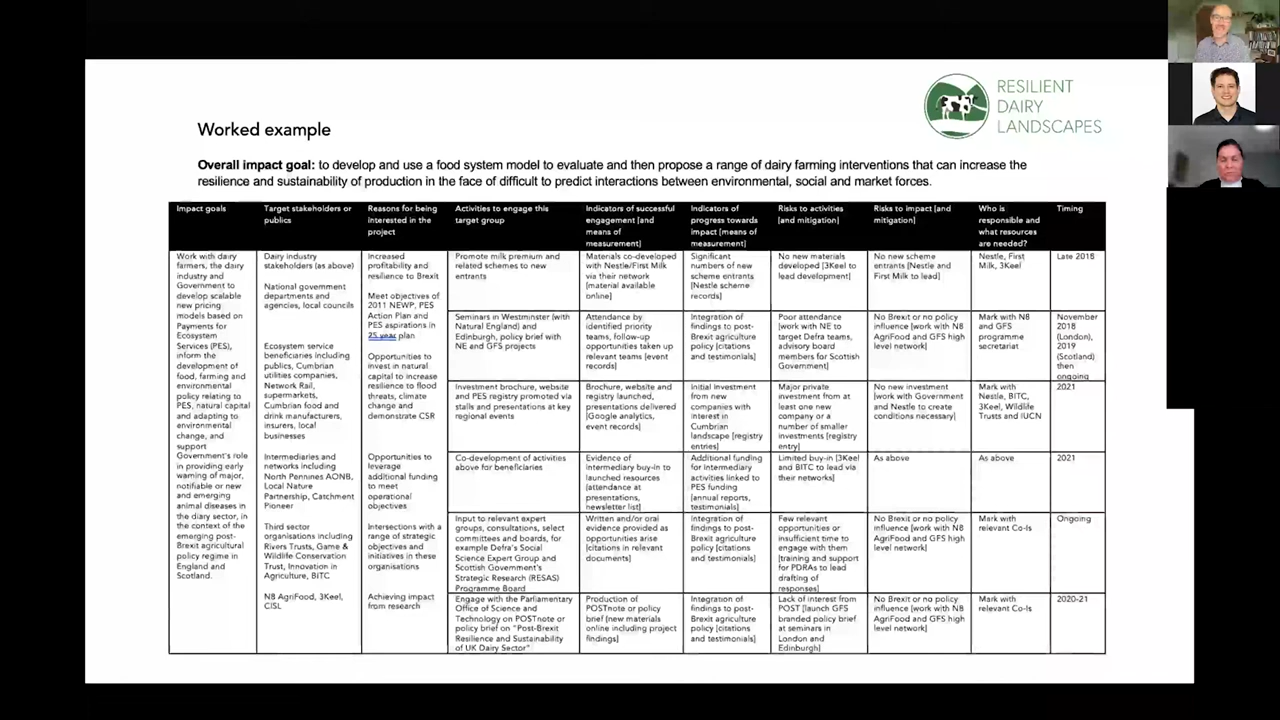 RESILIENT
DAIRY
LANDSCAPES
Worked example
Overall impact goal: to develop and use a food system model to evaluate and then propose a range of dairy farming interventions that can increase the
resilience and sustainability of production in the face of difficult to predict interactions between environmental, social and market forces.
Impact goals
Target stakeholders or
publics
Reasons for being
interested in the
project
Activities to engage this
target group
Indicators of successful
engagement [and
means of
measurement]
Indicators of
progress towards
impact [means of
measurement]
Risks to activities
[and mitigation]
Risks to impact [and
mitigation]
Who is
responsible and
what resources
are needed?
Timing
Work with dairy
farmers, the dairy
industry and
Government to
develop scalable
new pricing
models based on
Payments for
Ecosystem
Services (PES),
inform the
development of
food, farming and
environmental
policy relating to
PES, natural capital
and adapting to
environmental
change, and
support
Government's role
in providing early
warning of major,
notifiable or new
and emerging
animal diseases in
the diary sector, in
the context of the
emerging post-
Brexit agricultural
policy regime in
England and
Scotland.
Dairy industry
stakeholders (as above)
National government
departments and
agencies, local councils
Ecosystem service
beneficiaries including
publics, Cumbrian
utilities companies,
Network Rail,
supermarkets,
Cumbrian food and
drink manufacturers,
insurers, local
businesses
Intermediaries and
networks including
North Pennines AONB,
Local Nature
Partnership, Catchment
Pioneer
Third sector
organisations including
Rivers Trusts, Game &
Wildlife Conservation
Trust, Innovation in
Agriculture, BITC
N8 AgriFood, 3Keel,
CISL
Increased
profitability and
resilience to Brexit
Meet objectives of
2011 NEWP, PES
Action Plan and
PES aspirations in
25 year plan
Opportunities to
invest in natural
capital to increase
resilience to flood
threats, climate
change and
demonstrate CSR
Opportunities to
leverage
additional funding
to meet
operational
objectives
Intersections with a
range of strategic
objectives and
initiatives in these
organisations
Achieving impact
from research
Promote milk premium and
related schemes to new
entrants
Materials co-developed
with Nestle/First Milk
via their network
[material available
online]
Significant
numbers of new
scheme entrants
[Nestle scheme
records]
No new materials
developed [3Keel
to lead development]
No new scheme
entrants [Nestle and
First Milk to lead]
Nestle, First
Milk, 3Keel
Late 2018
Seminars in Westminster (with
Natural England) and
Edinburgh, policy brief with
NE and GFS projects
Attendance by
identified priority
teams, follow-up
opportunities taken up
relevant teams [event
records]
Integration of
findings to post-
Brexit agriculture
policy [citations
and testimonials]
Poor attendance
[work with NE to
target Defra teams,
advisory board
members for Scottish
Government]
No Brexit or no policy
influence [work with N8
AgriFood and GFS high
level network]
Mark with N8
and GFS
programme
secretariat
November
2018
(London),
2019
(Scotland)
then
ongoing
Investment brochure, website
and PES registry promoted via
stalls and presentations at key
regional events
Brochure, website and
registry launched,
presentations delivered
[Google analytics,
event records]
Initial investment
from new
companies with
interest in
Cumbrian
landscape [registry
entries]
Major private
investment from at
least one new
company or a
number of smaller
investments [registry
entry]
No new investment
[work with Government
and Nestle to create
conditions necessary]
Mark with
Nestle, BITC,
3Keel, Wildlife
Trusts and IUCN
2021
Co-development of activities
above for beneficiaries
Evidence of
intermediary buy-in to
launched resources
[attendance at
presentations,
newsletter list]
Additional funding
for intermediary
activities linked to
PES funding
[annual reports,
testimonials]
Limited buy-in [3Keel
and BITC to lead via
their networks]
As above
As above
2021
Input to relevant expert
groups, consultations, select
committees and boards, for
example Defra's Social
Science Expert Group and
Scottish Government's
Strategic Research (RESAS)
Programme Board
Written and/or oral
evidence provided as
opportunities arise
[citations in relevant
documents]
Integration of
findings to post-
Brexit agriculture
policy [citations
and testimonials]
Few relevant
opportunities or
insufficient time to
engage with them
[training and support
for PDRAs to lead
drafting of
responses]
No Brexit or no policy
influence [work with N8
AgriFood and GFS high
level network]
Mark with
relevant Co-Is
Ongoing
Engage with the Parliamentary
Office of Science and
Technology on POSTnote or
policy brief on "Post-Brexit
Resilience and Sustainability
of UK Dairy Sector"
Production of
POSTnote or policy
brief [new materials
online including project
findings]
Integration of
findings to post-
Brexit agriculture
policy [citations
and testimonials]
Lack of interest from
POST [launch GFS
branded policy brief
at seminars in
London and
Edinburgh]
No Brexit or no policy
influence [work with N8
AgriFood and GFS high
level network]
Mark with
relevant Co-Is
2020-21